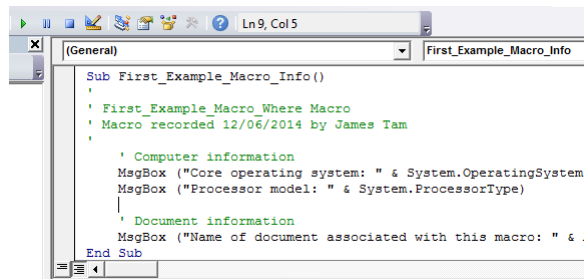 Ln 9, Col 5
(General) First_Example_Macro_Info
Sub First_Example_Macro_Info()
'
' First_Example_Macro_Where Macro
' Macro recorded 12/06/2014 by James Tam
'
' Computer information
MsgBox ("Core operating system: " & System.OperatingSystem
MsgBox ("Processor model: " & System.ProcessorType)
' Document information
MsgBox ("Name of document associated with this macro: " &
End Sub